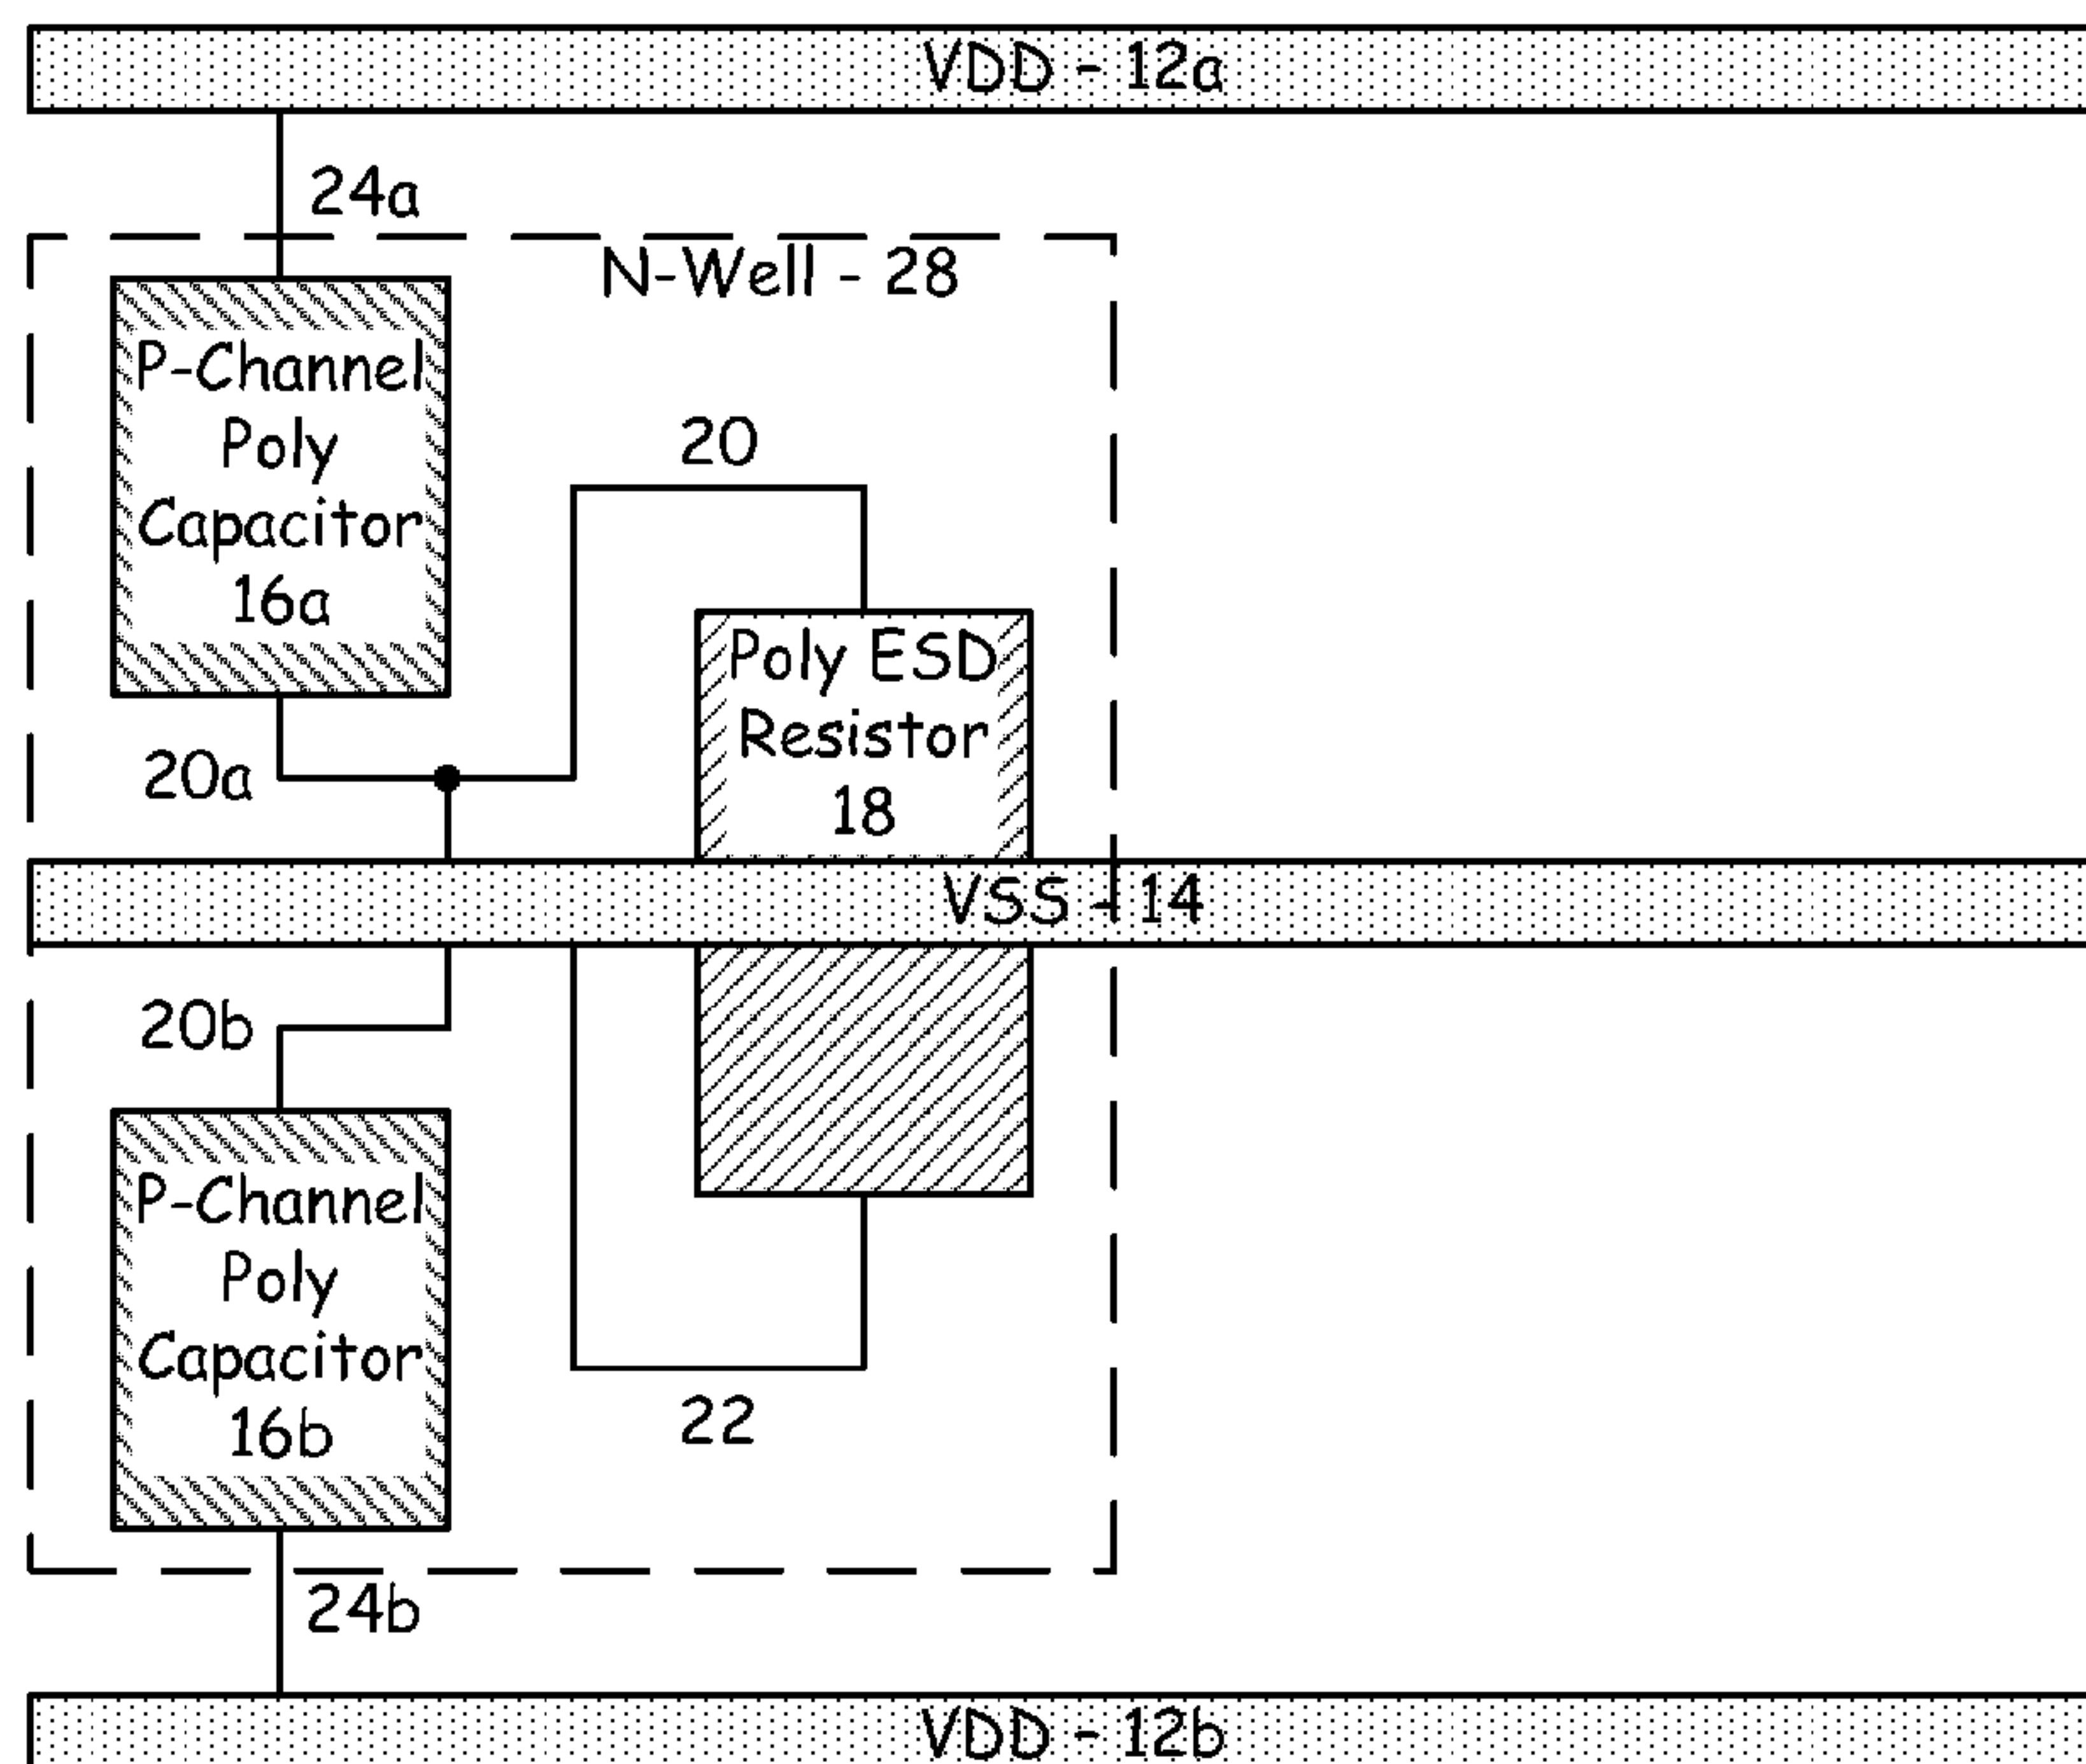 VDD - 12a
24a
N-Well - 28
P-Channel
Poly
Capacitor
16a
20
Poly ESD
Resistor
18
20a
VSS - 14
20b
P-Channel
Poly
Capacitor
16b
22
24b
VDD - 12b